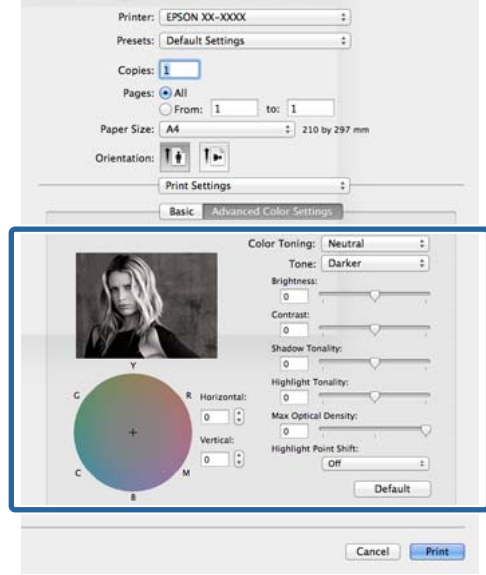 Printer: EPSON XX-XXXX
Presets: Default Settings
Copies: 1
Pages: All
From: 1 to: 1
Paper Size: A4 210 by 297 mm
Orientation:
Print Settings
Basic Advanced Color Settings
Color Toning: Neutral
Tone: Darker
Brightness:
0
Contrast:
0
Shadow Tonality:
0
Highlight Tonality:
0
Max Optical Density:
0
Highlight Point Shift:
Off
Default
Y
G R
C M
B
Horizontal:
0
Vertical:
0
Cancel Print